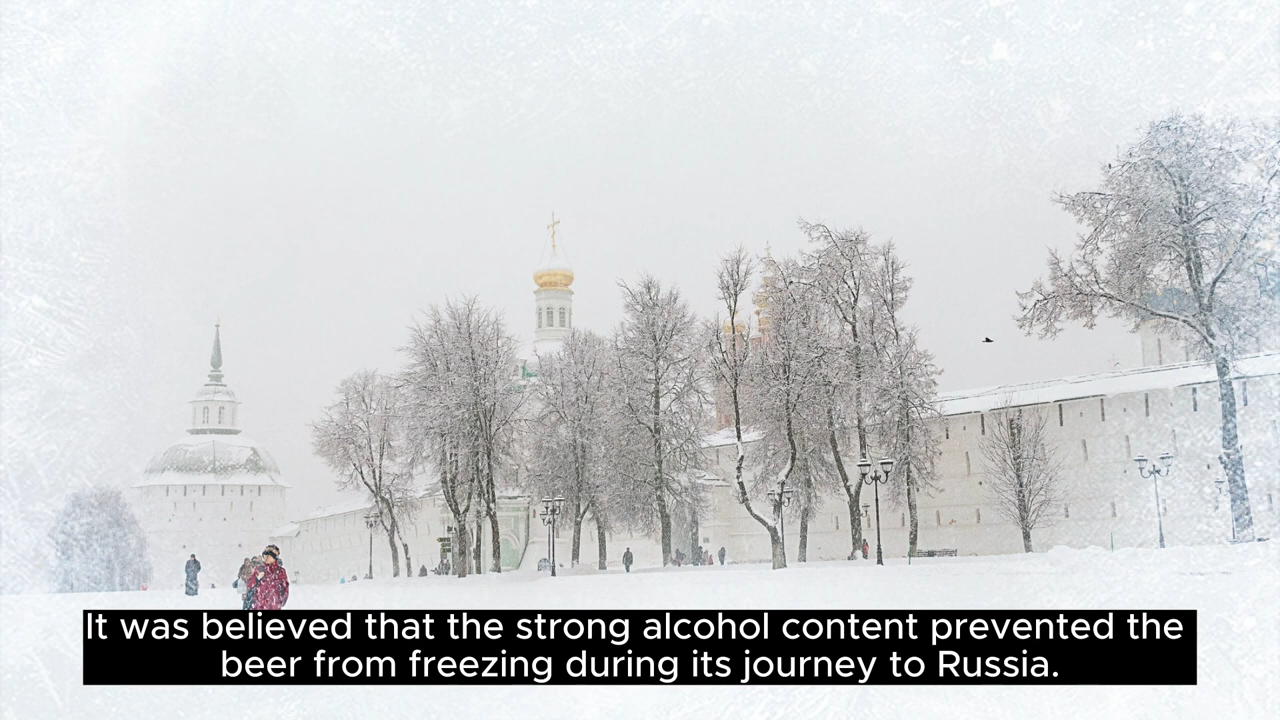 It was believed that the strong alcohol content prevented the
beer from freezing during its journey to Russia.